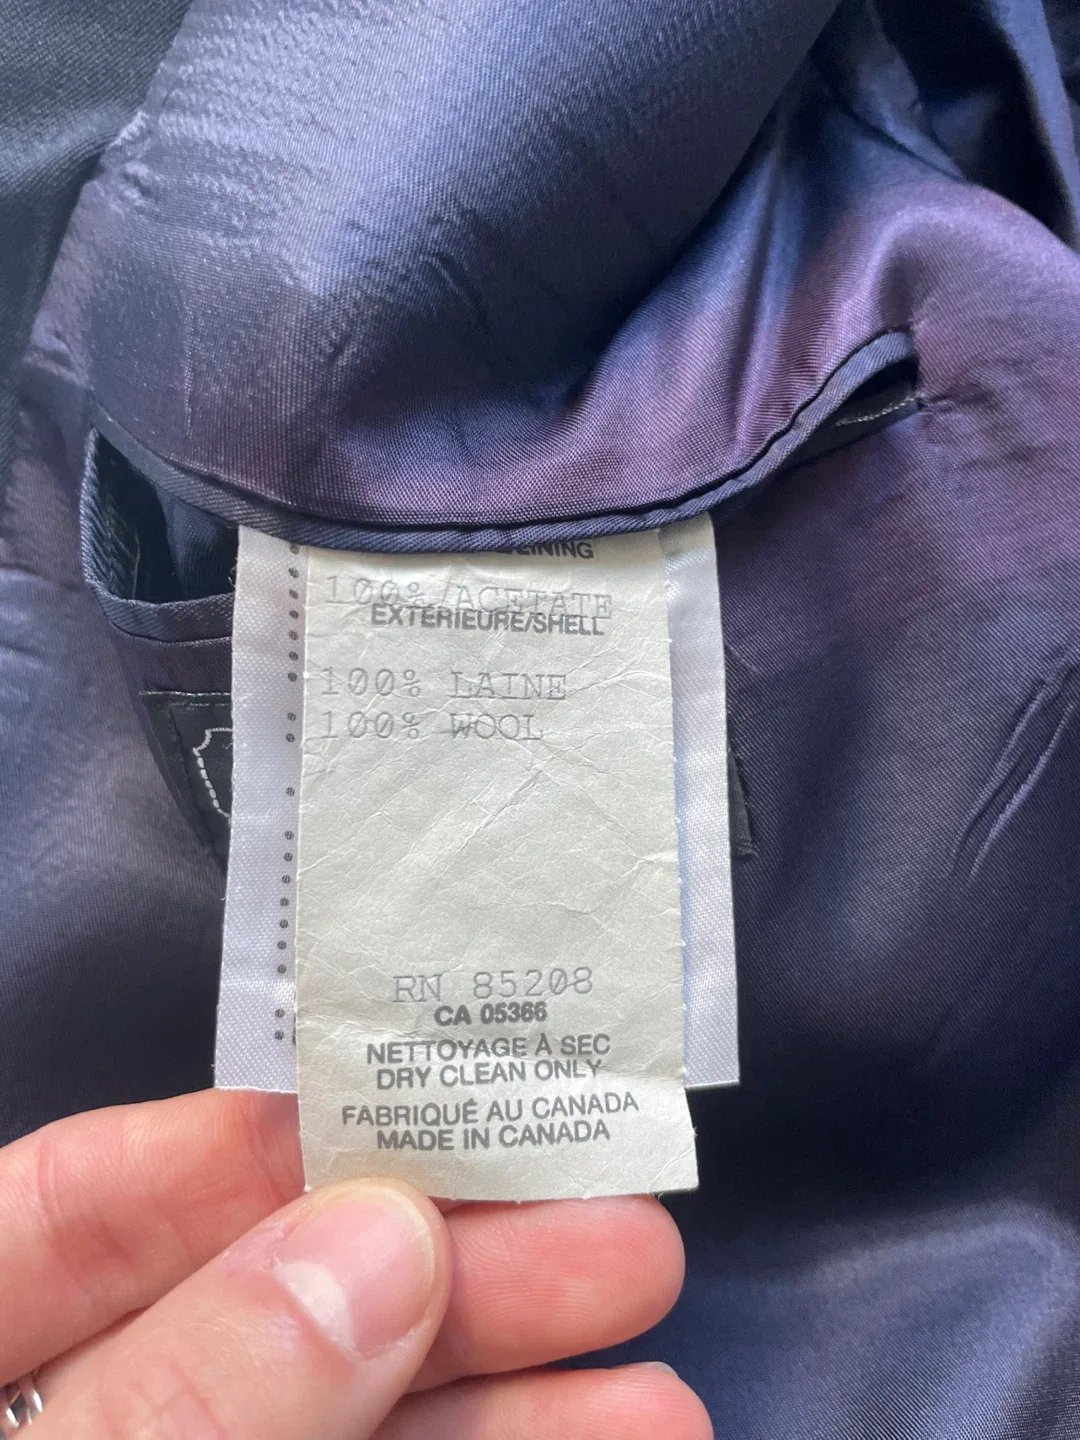 LINING
100% ACETATE
EXTÉRIEURE/SHELL
100% LAINE
100% WOOL
RN 85208
CA 05366
NETTOYAGE À SEC
DRY CLEAN ONLY
FABRIQUÉ AU CANADA
MADE IN CANADA